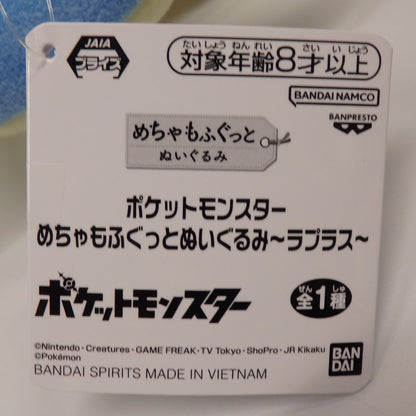 JAIA
プライズ
たいしょうねんれい さい いじょう
対象年齢8才以上
BANDAI NAMCO
BANPRESTO
めちゃもふぐっと
ぬいぐるみ
ポケットモンスター
めちゃもふぐっとぬいぐるみ～ラプラス～
ポケットモンスター
ぜん しゅ
全1種
©Nintendo・Creatures・GAME FREAK・TV Tokyo・ShoPro・JR Kikaku
©Pokémon
BANDAI SPIRITS MADE IN VIETNAM
BAN
DAI